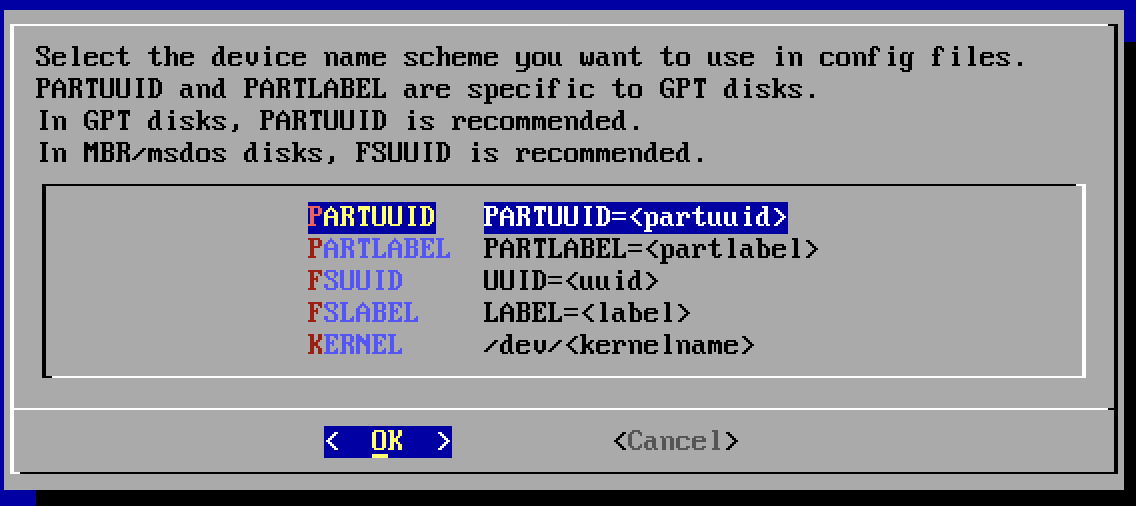 Select the device name scheme you want to use in config files.
PARTUUID and PARTLABEL are specific to GPT disks.
In GPT disks, PARTUUID is recommended.
In MBR/msdos disks, FSUUID is recommended.
PARTUUID PARTUUID=<partuuid>
PARTLABEL PARTLABEL=<partlabel>
FSUUID UUID=<uuid>
FSLABEL LABEL=<label>
KERNEL /dev/<kernelname>
< OK > <Cancel>